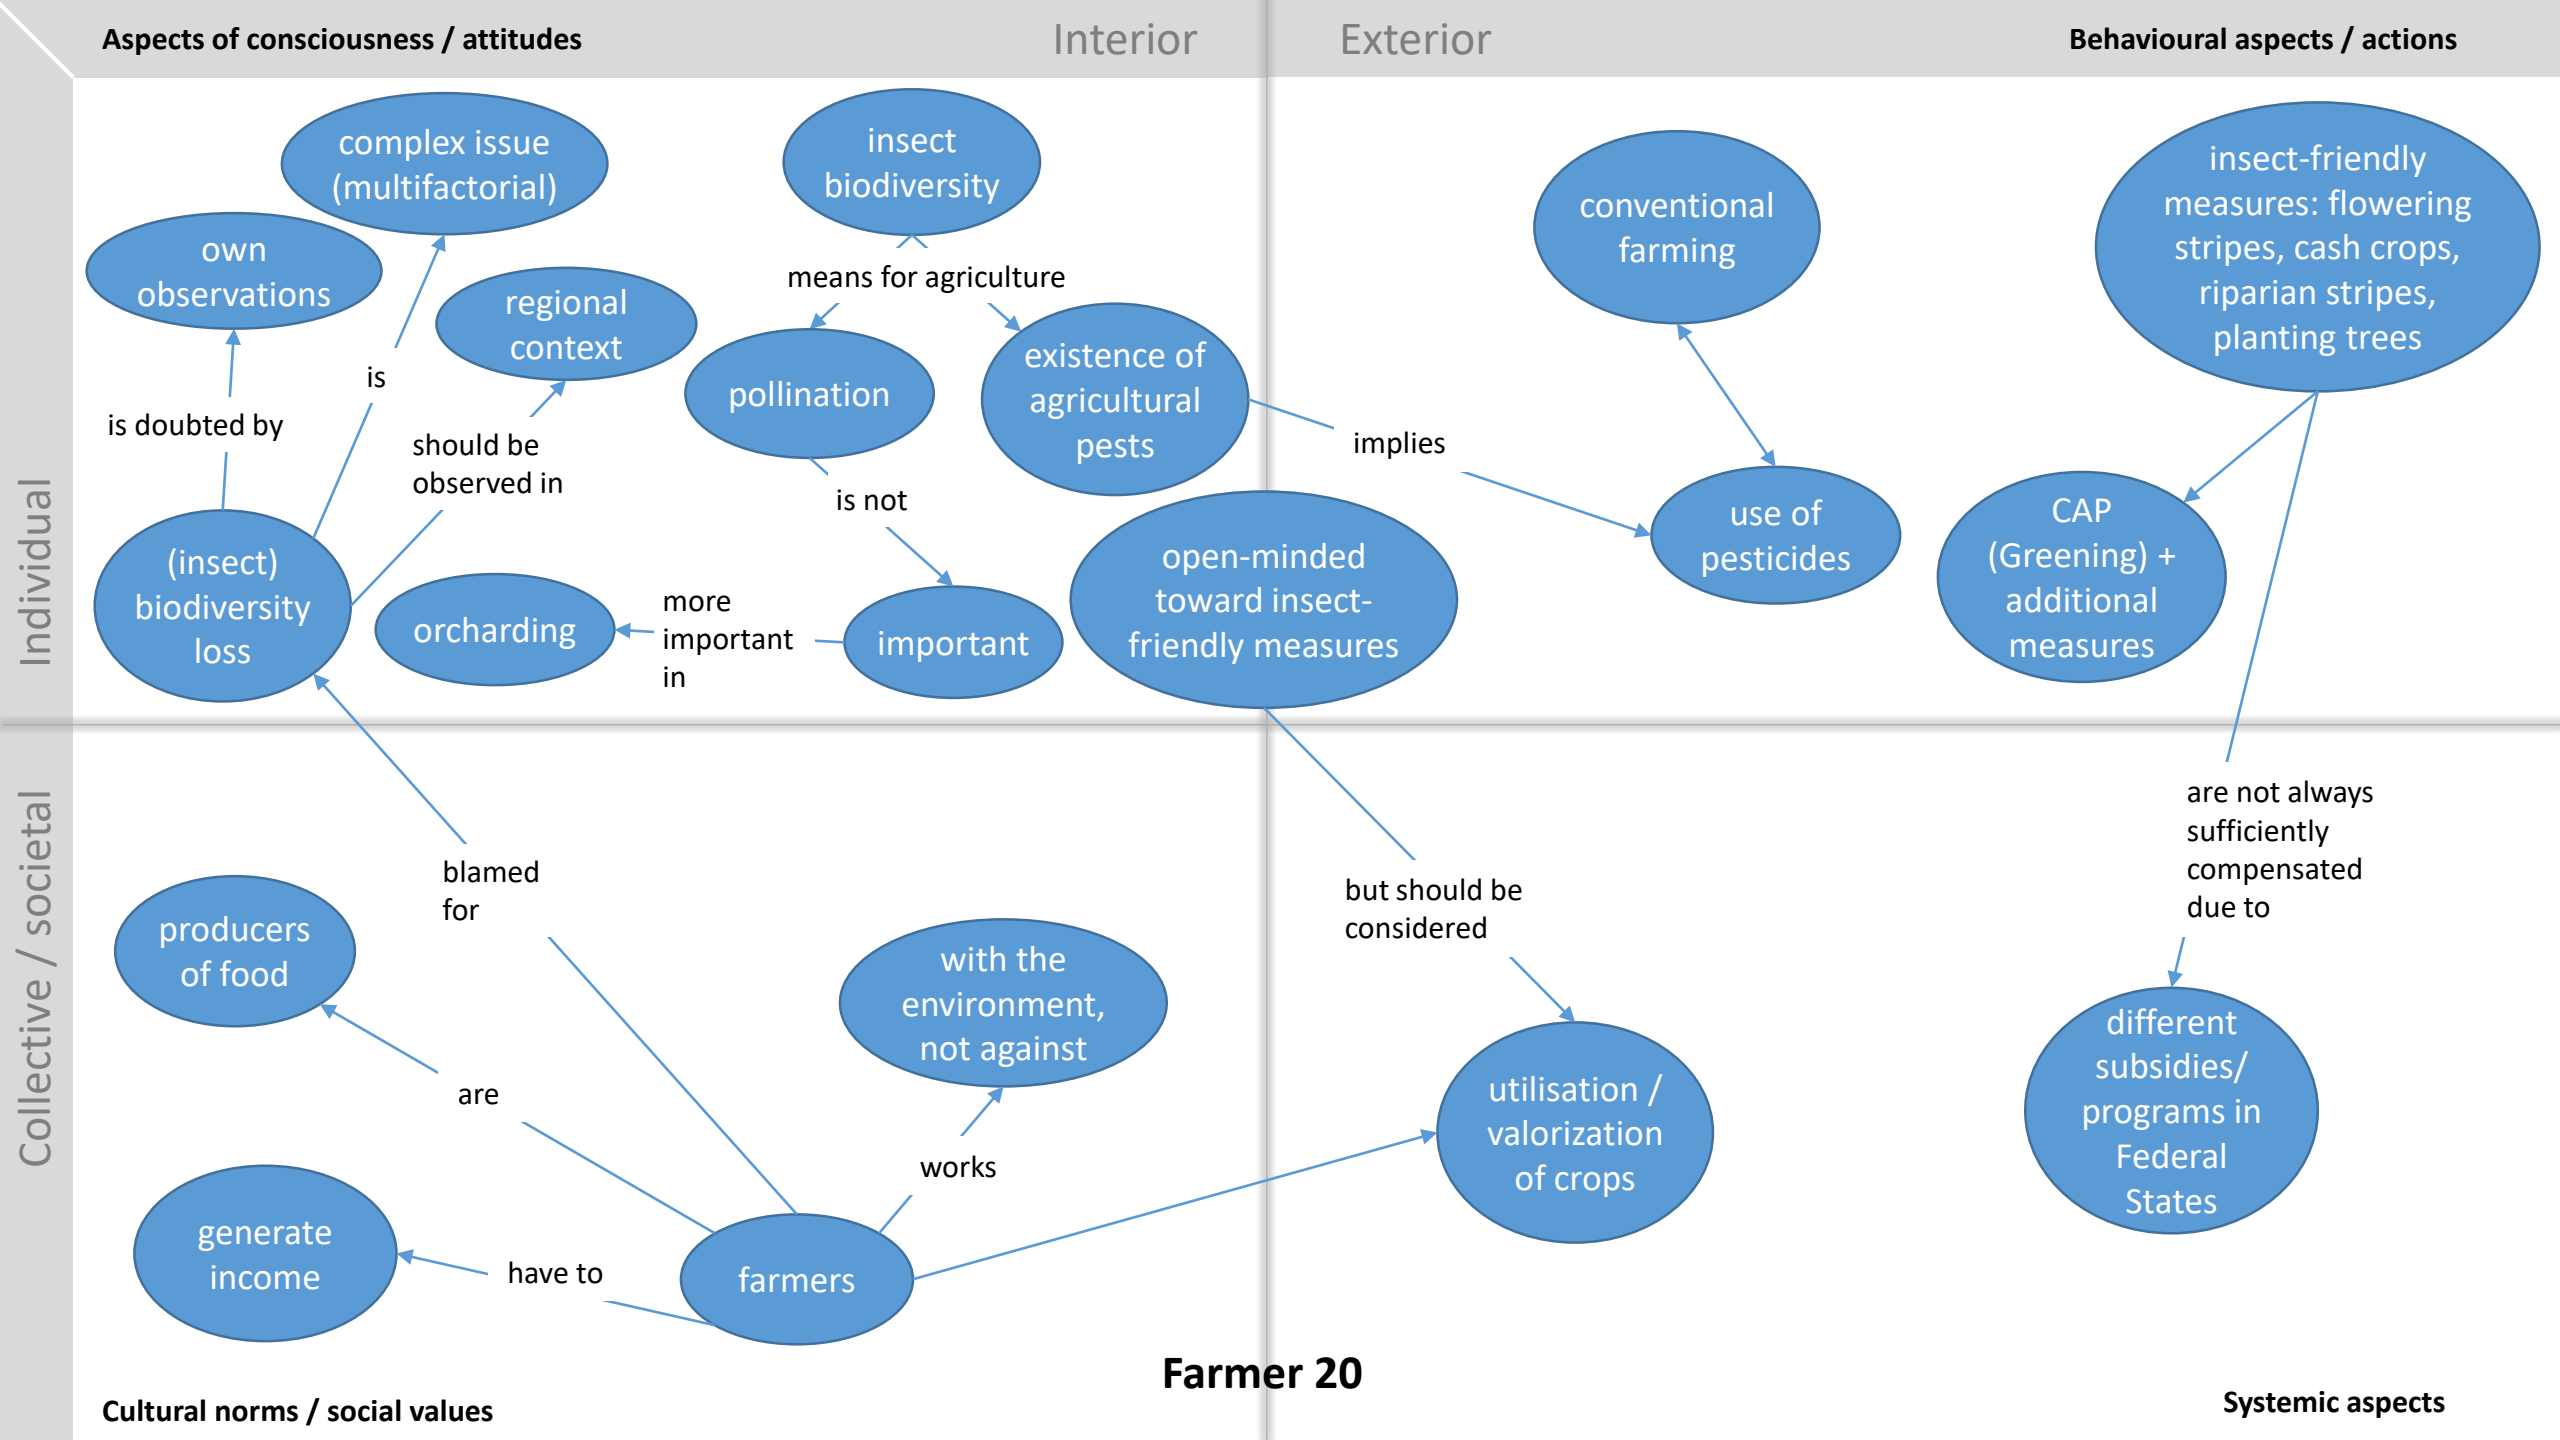 Aspects of consciousness / attitudes
Interior
Exterior
Behavioural aspects / actions
Individual
Collective / societal
complex issue
(multifactorial)
insect
biodiversity
own
observations
regional
context
means for agriculture
pollination
existence of
agricultural
pests
is
is doubted by
should be
observed in
is not
(insect)
biodiversity
loss
orcharding
more
important
in
important
open-minded
toward insect-
friendly measures
implies
conventional
farming
use of
pesticides
insect-friendly
measures: flowering
stripes, cash crops,
riparian stripes,
planting trees
CAP
(Greening) +
additional
measures
blamed
for
producers
of food
with the
environment,
not against
are
works
generate
income
have to
farmers
but should be
considered
utilisation /
valorization
of crops
are not always
sufficiently
compensated
due to
different
subsidies/
programs in
Federal
States
Farmer 20
Cultural norms / social values
Systemic aspects